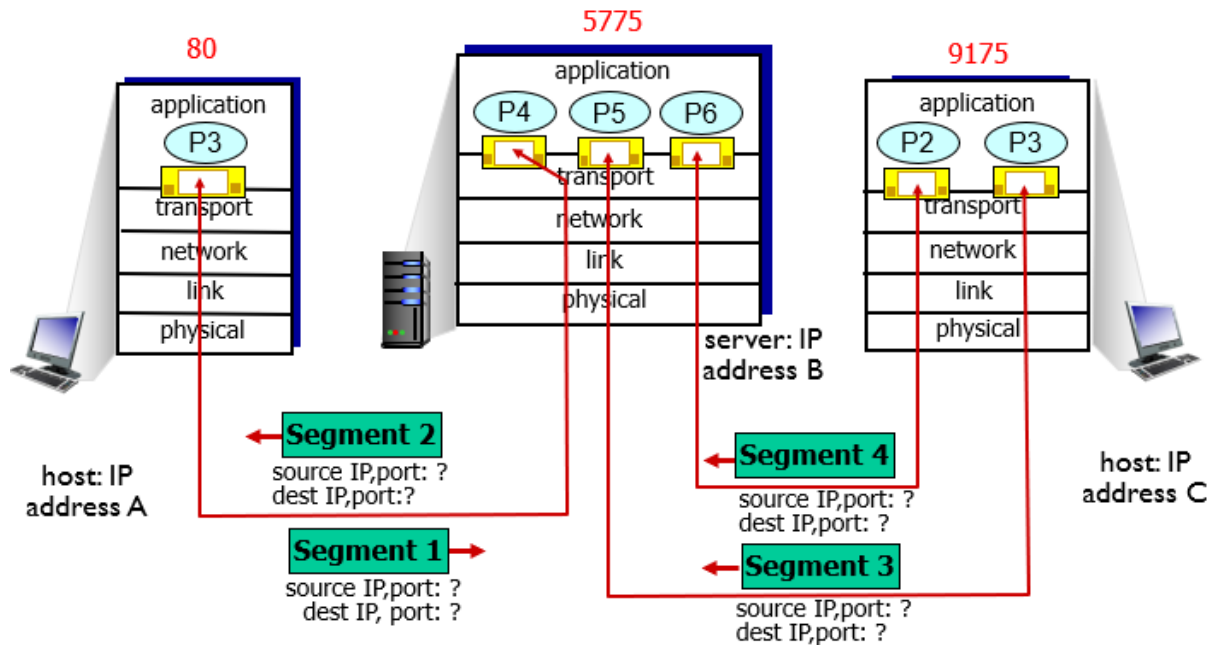 80
5775
9175
application
P3
transport
network
link
physical
application
P4 P5 P6
transport
network
link
physical
application
P2 P3
transport
network
link
physical
server: IP
address B
host: IP
address A
host: IP
address C
Segment 2
source IP,port: ?
dest IP,port:?
Segment 1
source IP,port: ?
dest IP, port: ?
Segment 4
source IP,port: ?
dest IP,port: ?
Segment 3
source IP,port: ?
dest IP,port: ?